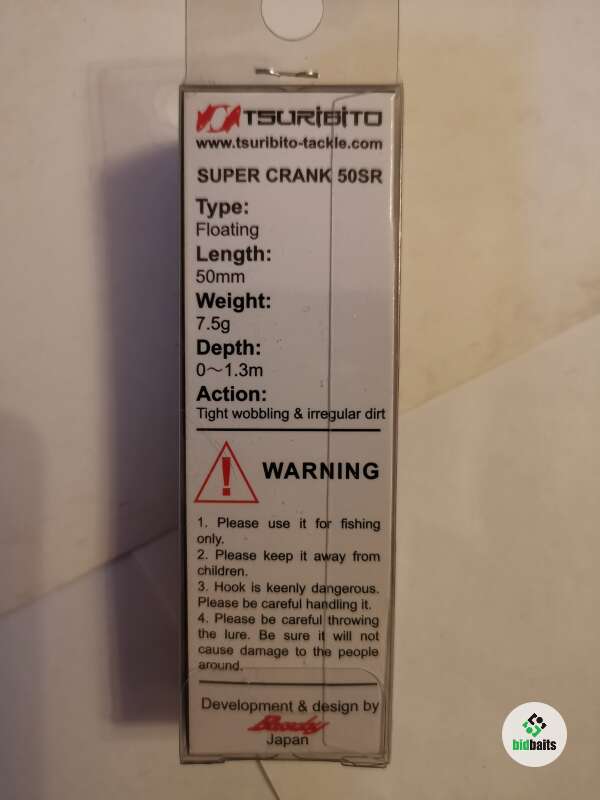 TSURIBITO
www.tsuribito-tackle.com
SUPER CRANK 50SR
Type:
Floating
Length:
50mm
Weight:
7.5g
Depth:
0～1.3m
Action:
Tight wobbling & irregular dirt
WARNING
1. Please use it for fishing
only.
2. Please keep it away from
children.
3. Hook is keenly dangerous.
Please be careful handling it.
4. Please be careful throwing
the lure. Be sure it will not
cause damage to the people
around.
Development & design by
Japan
bidbaits